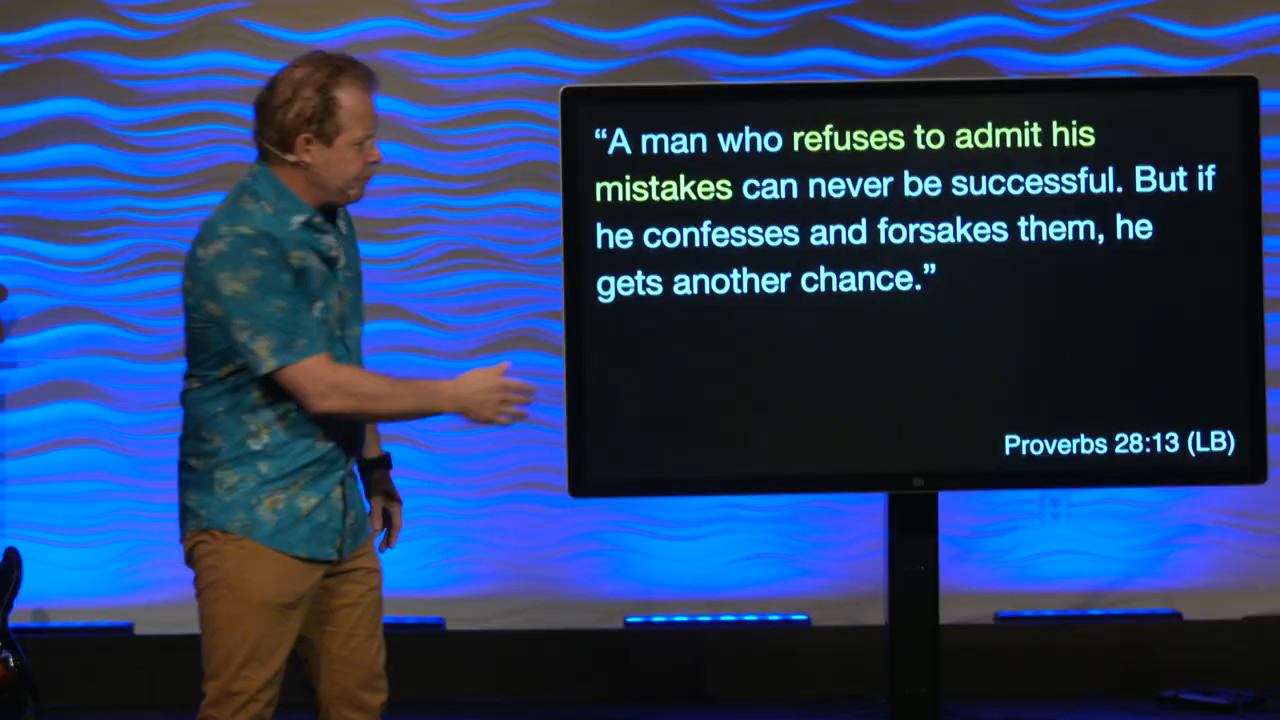 “A man who refuses to admit his
mistakes can never be successful. But if
he confesses and forsakes them, he
gets another chance.”
Proverbs 28:13 (LB)